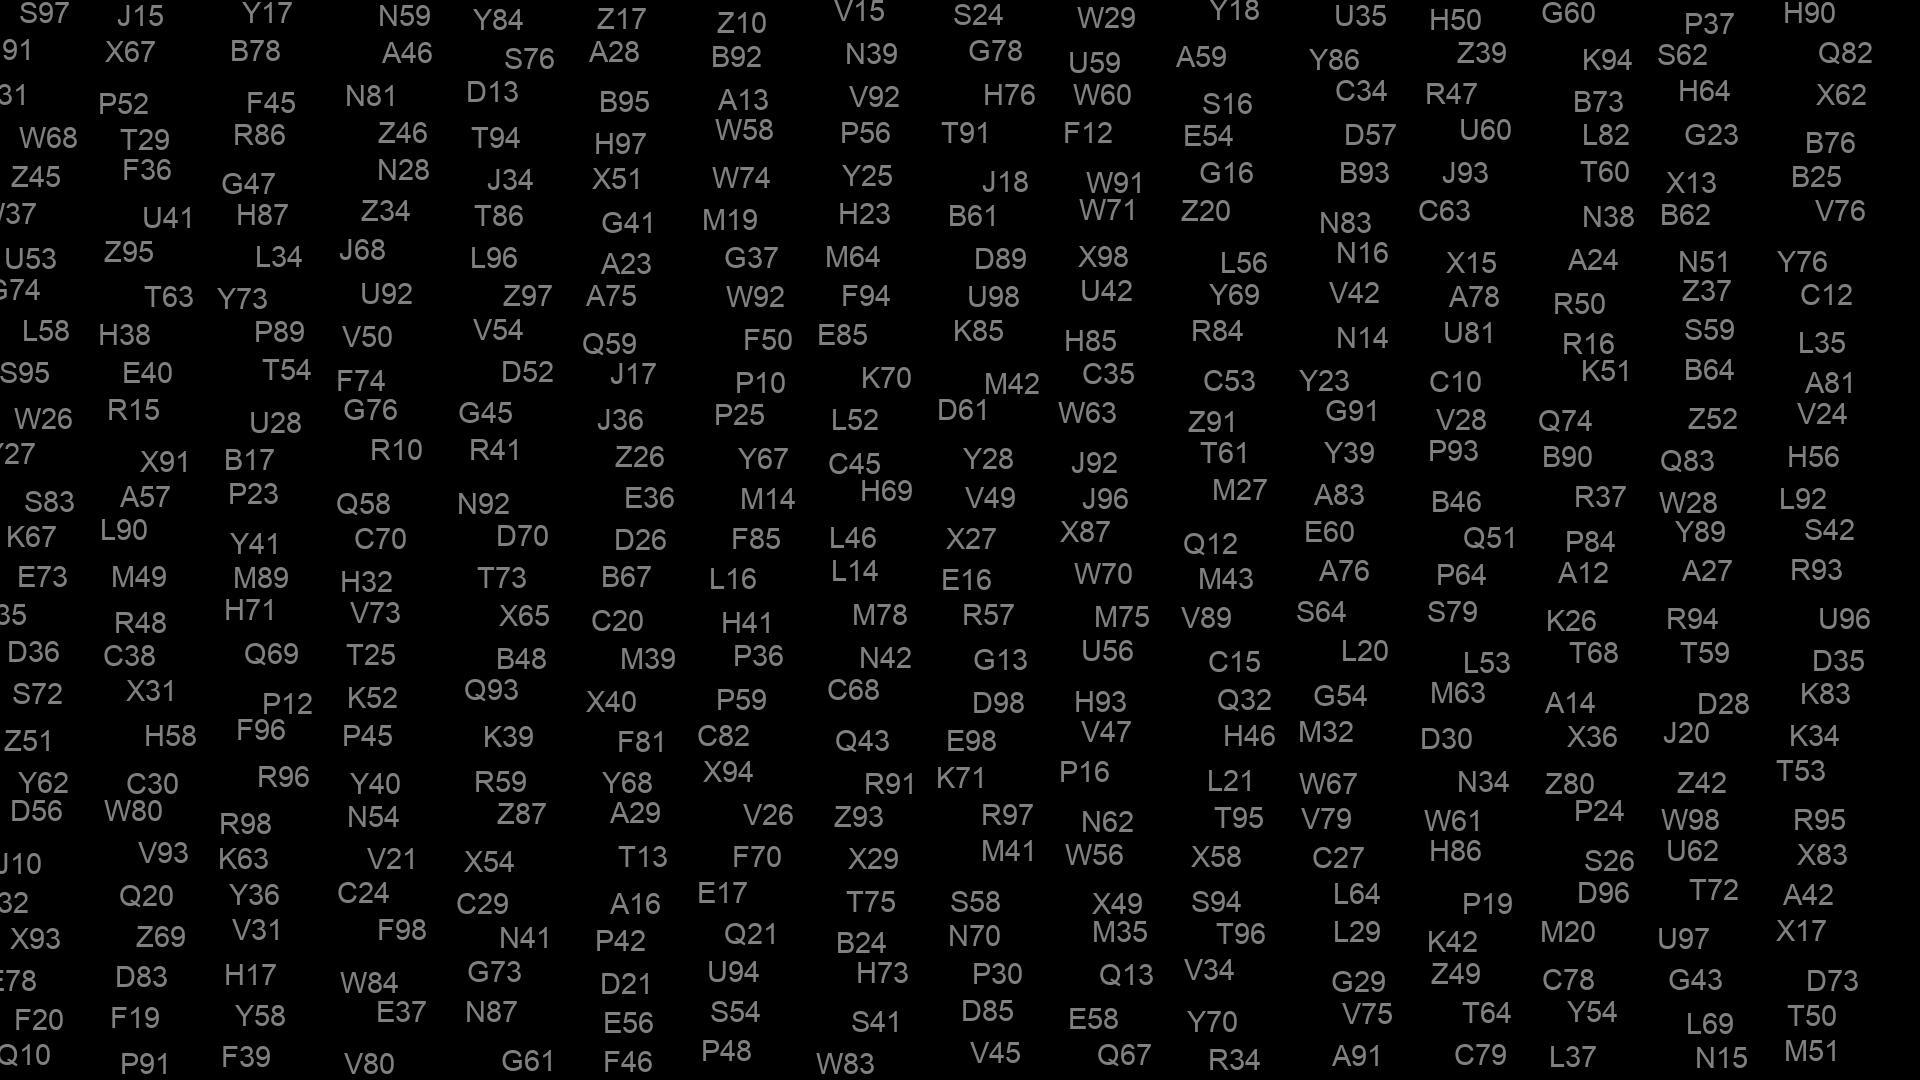 S97 J15 Y17 N59 Y84 Z17 Z10 V15 S24 W29 Y18 U35 H50 G60 P37 H90
91 X67 B78 A46 S76 A28 B92 N39 G78 U59 A59 Y86 Z39 K94 S62 Q82
31 P52 F45 N81 D13 B95 A13 V92 H76 W60 S16 C34 R47 B73 H64 X62
W68 T29 R86 Z46 T94 H97 W58 P56 T91 F12 E54 D57 U60 L82 G23 B76
Z45 F36 G47 N28 J34 X51 W74 Y25 J18 W91 G16 B93 J93 T60 X13 B25
37 U41 H87 Z34 T86 G41 M19 H23 B61 W71 Z20 N83 C63 N38 B62 V76
U53 Z95 L34 J68 L96 A23 G37 M64 D89 X98 L56 N16 X15 A24 N51 Y76
G74 T63 Y73 U92 Z97 A75 W92 F94 U98 U42 Y69 V42 A78 R50 Z37 C12
L58 H38 P89 V50 V54 Q59 F50 E85 K85 H85 R84 N14 U81 R16 S59 L35
S95 E40 T54 F74 D52 J17 P10 K70 M42 C35 C53 Y23 C10 K51 B64 A81
W26 R15 U28 G76 G45 J36 P25 L52 D61 W63 Z91 G91 V28 Q74 Z52 V24
27 X91 B17 R10 R41 Z26 Y67 C45 Y28 J92 T61 Y39 P93 B90 Q83 H56
S83 A57 P23 Q58 N92 E36 M14 H69 V49 J96 M27 A83 B46 R37 W28 L92
K67 L90 Y41 C70 D70 D26 F85 L46 X27 X87 Q12 E60 Q51 P84 Y89 S42
E73 M49 M89 H32 T73 B67 L16 L14 E16 W70 M43 A76 P64 A12 A27 R93
35 R48 H71 V73 X65 C20 H41 M78 R57 M75 V89 S64 S79 K26 R94 U96
D36 C38 Q69 T25 B48 M39 P36 N42 G13 U56 C15 L20 L53 T68 T59 D35
S72 X31 P12 K52 Q93 X40 P59 C68 D98 H93 Q32 G54 M63 A14 D28 K83
Z51 H58 F96 P45 K39 F81 C82 Q43 E98 V47 H46 M32 D30 X36 J20 K34
Y62 C30 R96 Y40 R59 Y68 X94 R91 K71 P16 L21 W67 N34 Z80 Z42 T53
D56 W80 R98 N54 Z87 A29 V26 Z93 R97 N62 T95 V79 W61 P24 W98 R95
J10 V93 K63 V21 X54 T13 F70 X29 M41 W56 X58 C27 H86 S26 U62 X83
32 Q20 Y36 C24 C29 A16 E17 T75 S58 X49 S94 L64 P19 D96 T72 A42
X93 Z69 V31 F98 N41 P42 Q21 B24 N70 M35 T96 L29 K42 M20 U97 X17
E78 D83 H17 W84 G73 D21 U94 H73 P30 Q13 V34 G29 Z49 C78 G43 D73
F20 F19 Y58 E37 N87 E56 S54 S41 D85 E58 Y70 V75 T64 Y54 L69 T50
Q10 P91 F39 V80 G61 F46 P48 W83 V45 Q67 R34 A91 C79 L37 N15 M51